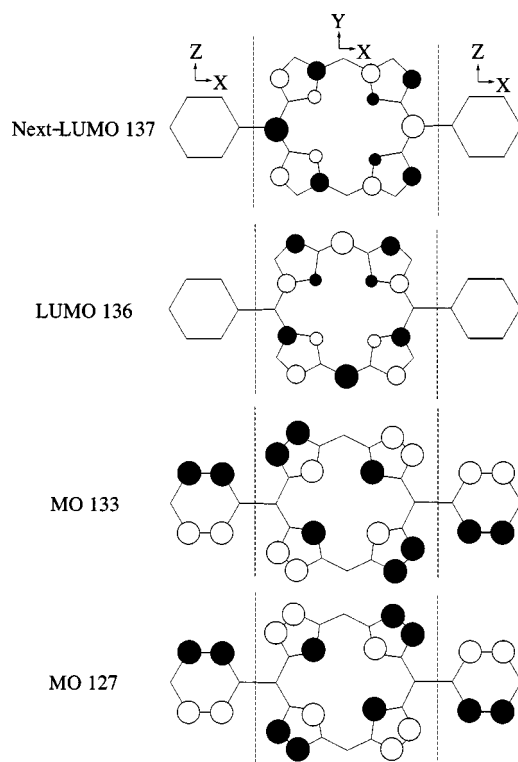 Z Y Z
X X X
Next-LUMO 137
LUMO 136
MO 133
MO 127